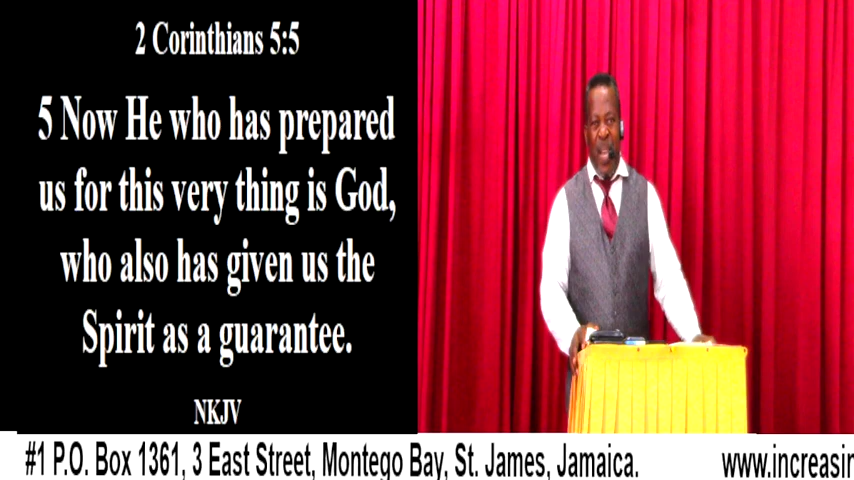 2 Corinthians 5:5
5 Now He who has prepared
us for this very thing is God,
who also has given us the
Spirit as a guarantee.
NKJV
#1 P.O. Box 1361, 3 East Street, Montego Bay, St. James, Jamaica. www.increasin